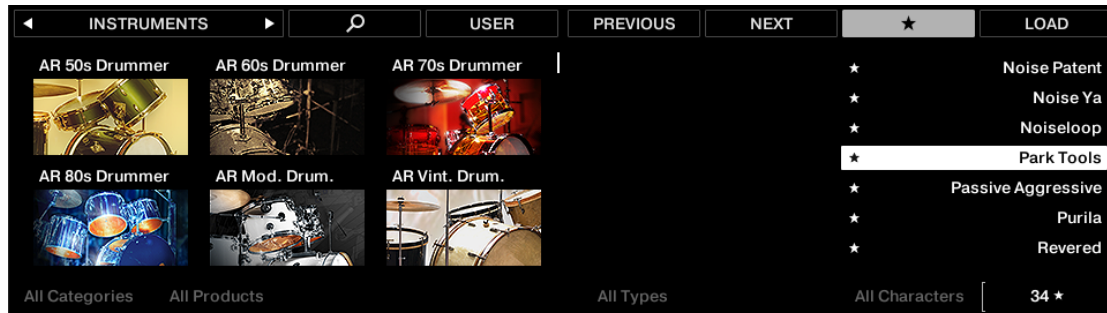 ◀ INSTRUMENTS ▶ USER PREVIOUS NEXT ★ LOAD
AR 50s Drummer AR 60s Drummer AR 70s Drummer
AR 80s Drummer AR Mod. Drum. AR Vint. Drum.
★ Noise Patent
★ Noise Ya
★ Noiseloop
★ Park Tools
★ Passive Aggressive
★ Purila
★ Revered
All Categories All Products All Types All Characters 34 ★